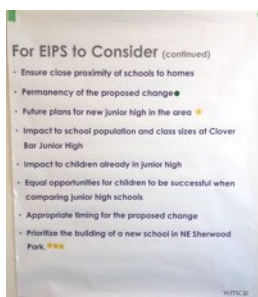 For EIPS to Consider (continued)
• Ensure close proximity of schools to homes
• Permanency of the proposed change
• Future plans for new junior high in the area
• Impact to school population and class sizes at Clover
Bar Junior High
• Impact to children already in junior high
• Equal opportunities for children to be successful when
comparing junior high schools
• Appropriate timing for the proposed change
• Prioritize the building of a new school in NE Sherwood
Park.